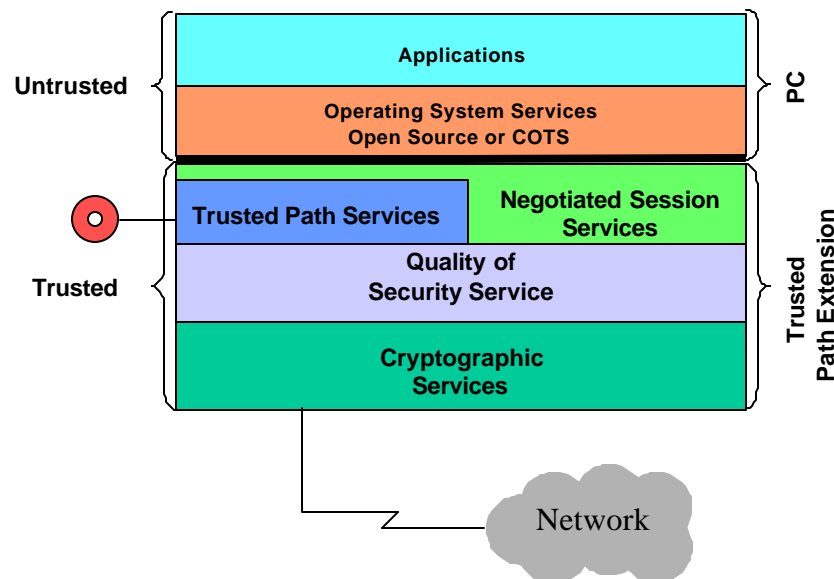 Applications
Untrusted
PC
Operating System Services
Open Source or COTS
Trusted Path Services
Negotiated Session
Services
Trusted
Quality of
Security Service
Trusted
Path Extension
Cryptographic
Services
Network